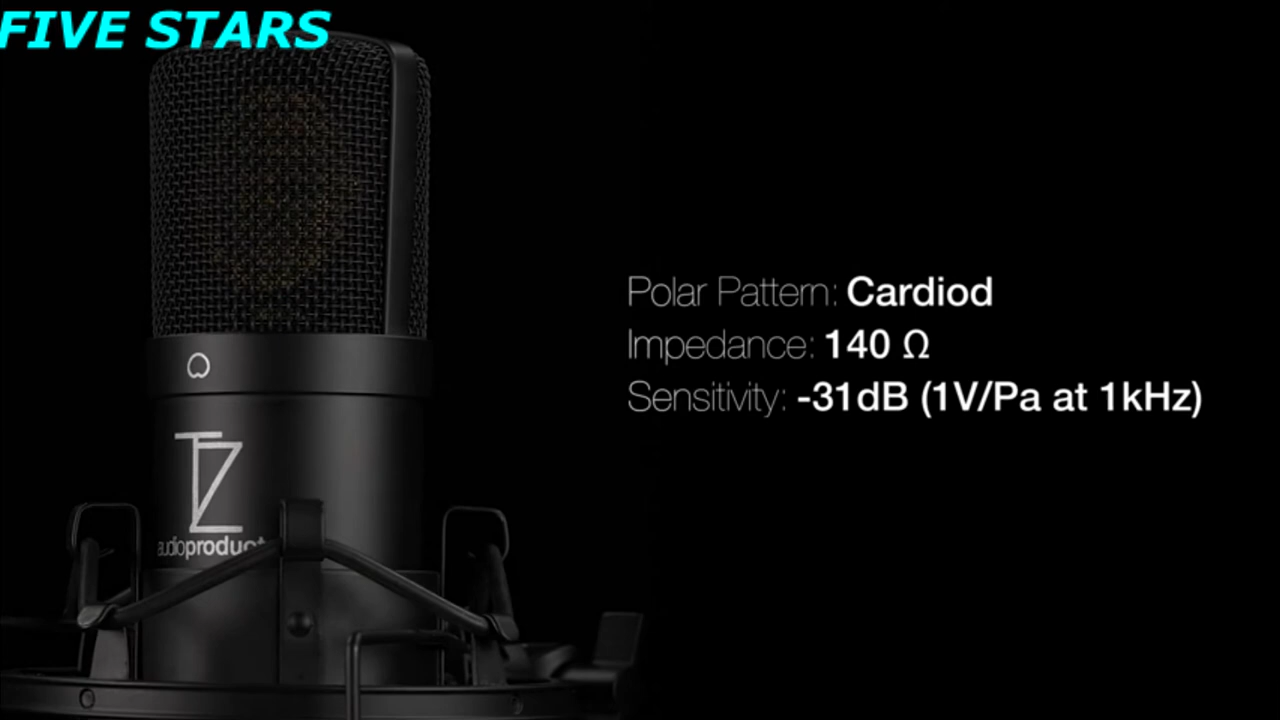 FIVE STARS
Polar Pattern: Cardiod
Impedance: 140 Ω
Sensitivity: -31dB (1V/Pa at 1kHz)
TZ
audioproduct